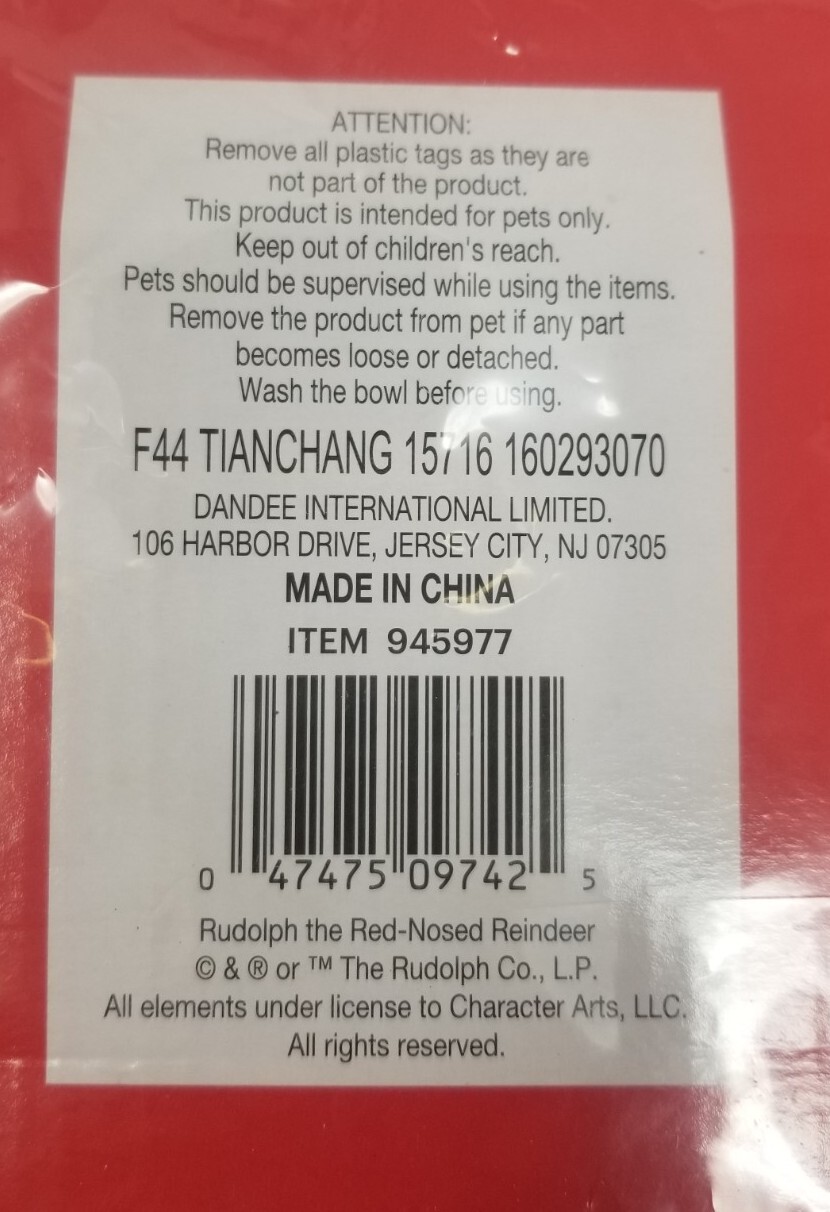 ATTENTION:
Remove all plastic tags as they are
not part of the product.
This product is intended for pets only.
Keep out of children's reach.
Pets should be supervised while using the items.
Remove the product from pet if any part
becomes loose or detached.
Wash the bowl before using.
F44 TIANCHANG 15716 160293070
DANDEE INTERNATIONAL LIMITED.
106 HARBOR DRIVE, JERSEY CITY, NJ 07305
MADE IN CHINA
ITEM 945977
0 47475 09742 5
Rudolph the Red-Nosed Reindeer
© & ® or ™ The Rudolph Co., L.P.
All elements under license to Character Arts, LLC.
All rights reserved.